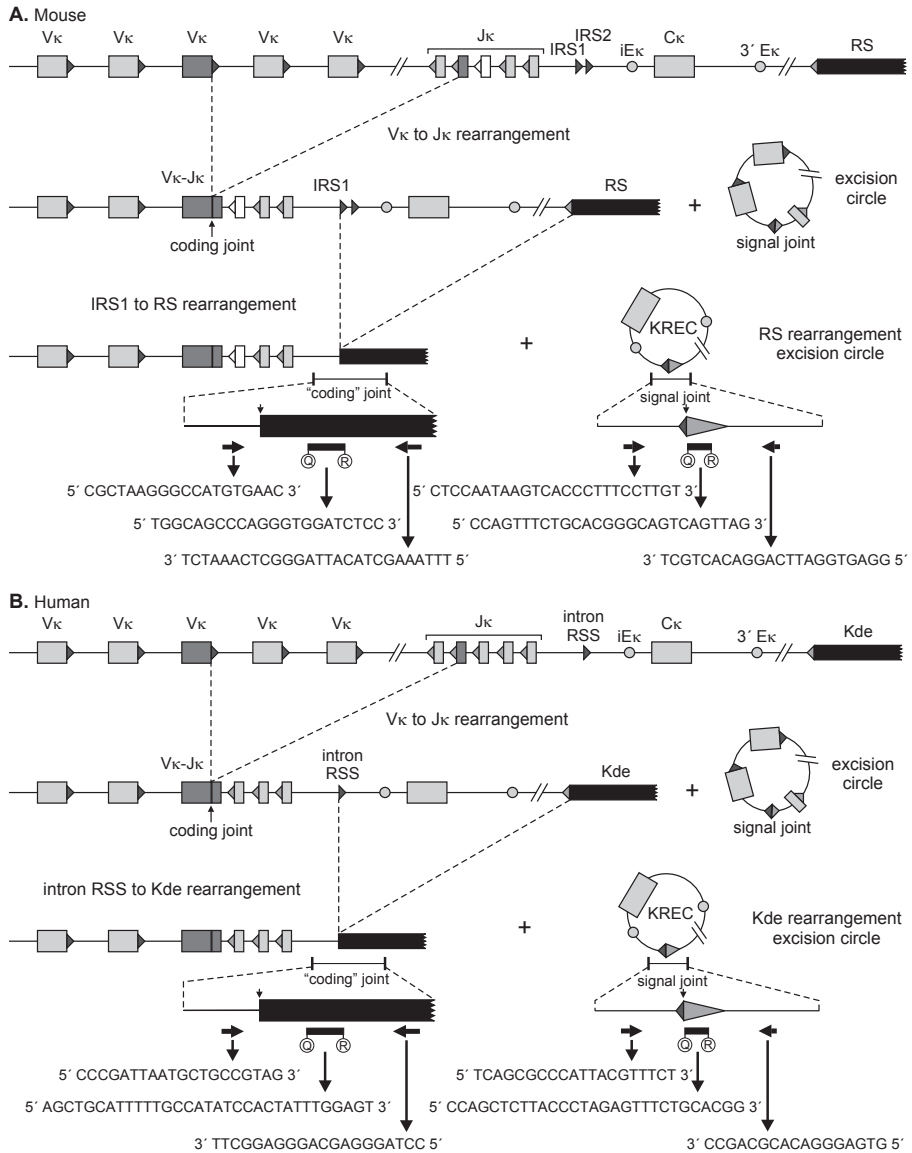 A. Mouse
Vκ Vκ Vκ Vκ Vκ Jκ IRS1 IRS2 iEκ Cκ 3´ Eκ RS
Vκ to Jκ rearrangement
Vκ-Jκ IRS1 RS + excision circle
coding joint signal joint
IRS1 to RS rearrangement
+ KREC RS rearrangement excision circle
“coding” joint signal joint
Q R Q R
5´ CGCTAAGGGCCATGTGAAC 3´ 5´ CTCCAATAAGTCACCCTTTCCTTGT 3´
5´ TGGCAGCCCAGGGTGGATCTCC 3´ 5´ CCAGTTTCTGCACGGGCAGTCAGTTAG 3´
3´ TCTAAACTCGGGATTACATCGAAATTT 5´ 3´ TCGTCACAGGACTTAGGTGAGG 5´
B. Human
Vκ Vκ Vκ Vκ Vκ Jκ intron RSS iEκ Cκ 3´ Eκ Kde
Vκ to Jκ rearrangement
Vκ-Jκ intron RSS Kde + excision circle
coding joint signal joint
intron RSS to Kde rearrangement
+ KREC Kde rearrangement excision circle
“coding” joint signal joint
Q R Q R
5´ CCCGATTAATGCTGCCGTAG 3´ 5´ TCAGCGCCCATTACGTTTCT 3´
5´ AGCTGCATTTTTGCCATATCCACTATTTGGAGT 3´ 5´ CCAGCTCTTACCCTAGAGTTTCTGCACGG 3´
3´ TTCGGAGGGACGAGGGATCC 5´ 3´ CCGACGCACAGGGAGTG 5´